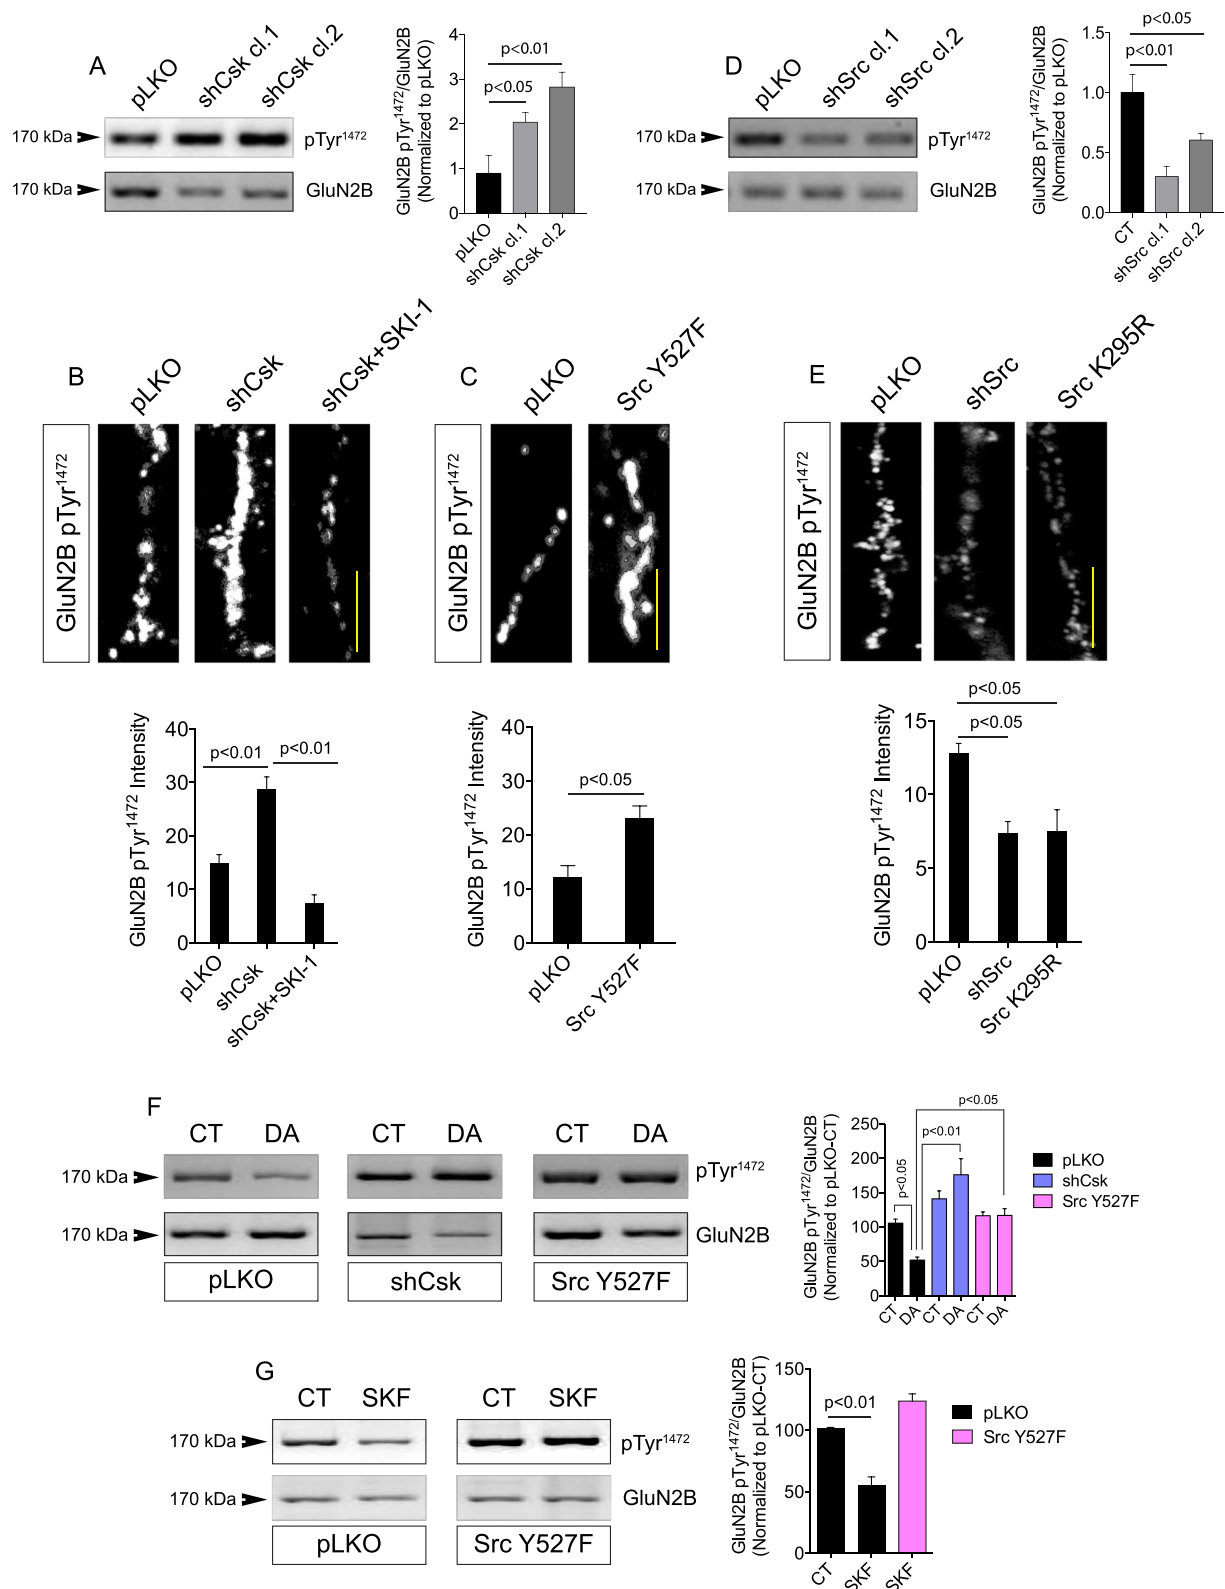 A
pLKO
shCsk cl.1
shCsk cl.2
170 kDa
pTyr¹⁴⁷²
170 kDa
GluN2B
GluN2B pTyr¹⁴⁷²/GluN2B
(Normalized to pLKO)
4
3
2
1
0
p<0.01
p<0.05
pLKO
shCsk cl.1
shCsk cl.2
D
pLKO
shSrc cl.1
shSrc cl.2
170 kDa
pTyr¹⁴⁷²
170 kDa
GluN2B
GluN2B pTyr¹⁴⁷²/GluN2B
(Normalized to pLKO)
1.5
1.0
0.5
0.0
p<0.05
p<0.01
CT
shSrc cl.1
shSrc cl.2
B
pLKO
shCsk
shCsk+SKI-1
GluN2B pTyr¹⁴⁷²
GluN2B pTyr¹⁴⁷² Intensity
40
30
20
10
0
p<0.01
p<0.01
pLKO
shCsk
shCsk+SKI-1
C
pLKO
Src Y527F
GluN2B pTyr¹⁴⁷²
GluN2B pTyr¹⁴⁷² Intensity
40
30
20
10
0
p<0.05
pLKO
Src Y527F
E
pLKO
shSrc
Src K295R
GluN2B pTyr¹⁴⁷²
GluN2B pTyr¹⁴⁷² Intensity
15
10
5
0
p<0.05
p<0.05
pLKO
shSrc
Src K295R
F
CT DA CT DA CT DA
170 kDa
pTyr¹⁴⁷²
170 kDa
GluN2B
pLKO shCsk Src Y527F
GluN2B pTyr¹⁴⁷²/GluN2B
(Normalized to pLKO-CT)
250
200
150
100
50
0
p<0.05
p<0.01
p<0.05
CT DA CT DA CT DA
pLKO
shCsk
Src Y527F
G
CT SKF CT SKF
170 kDa
pTyr¹⁴⁷²
170 kDa
GluN2B
pLKO Src Y527F
GluN2B pTyr¹⁴⁷²/GluN2B
(Normalized to pLKO-CT)
150
100
50
0
p<0.01
CT SKF SKF
pLKO
Src Y527F